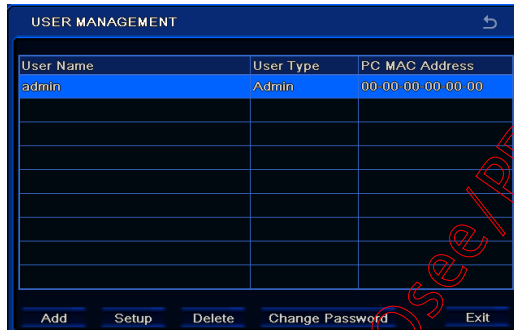 USER MANAGEMENT
User Name User Type PC MAC Address
admin Admin 00-00-00-00-00-00
Add Setup Delete Change Password Exit